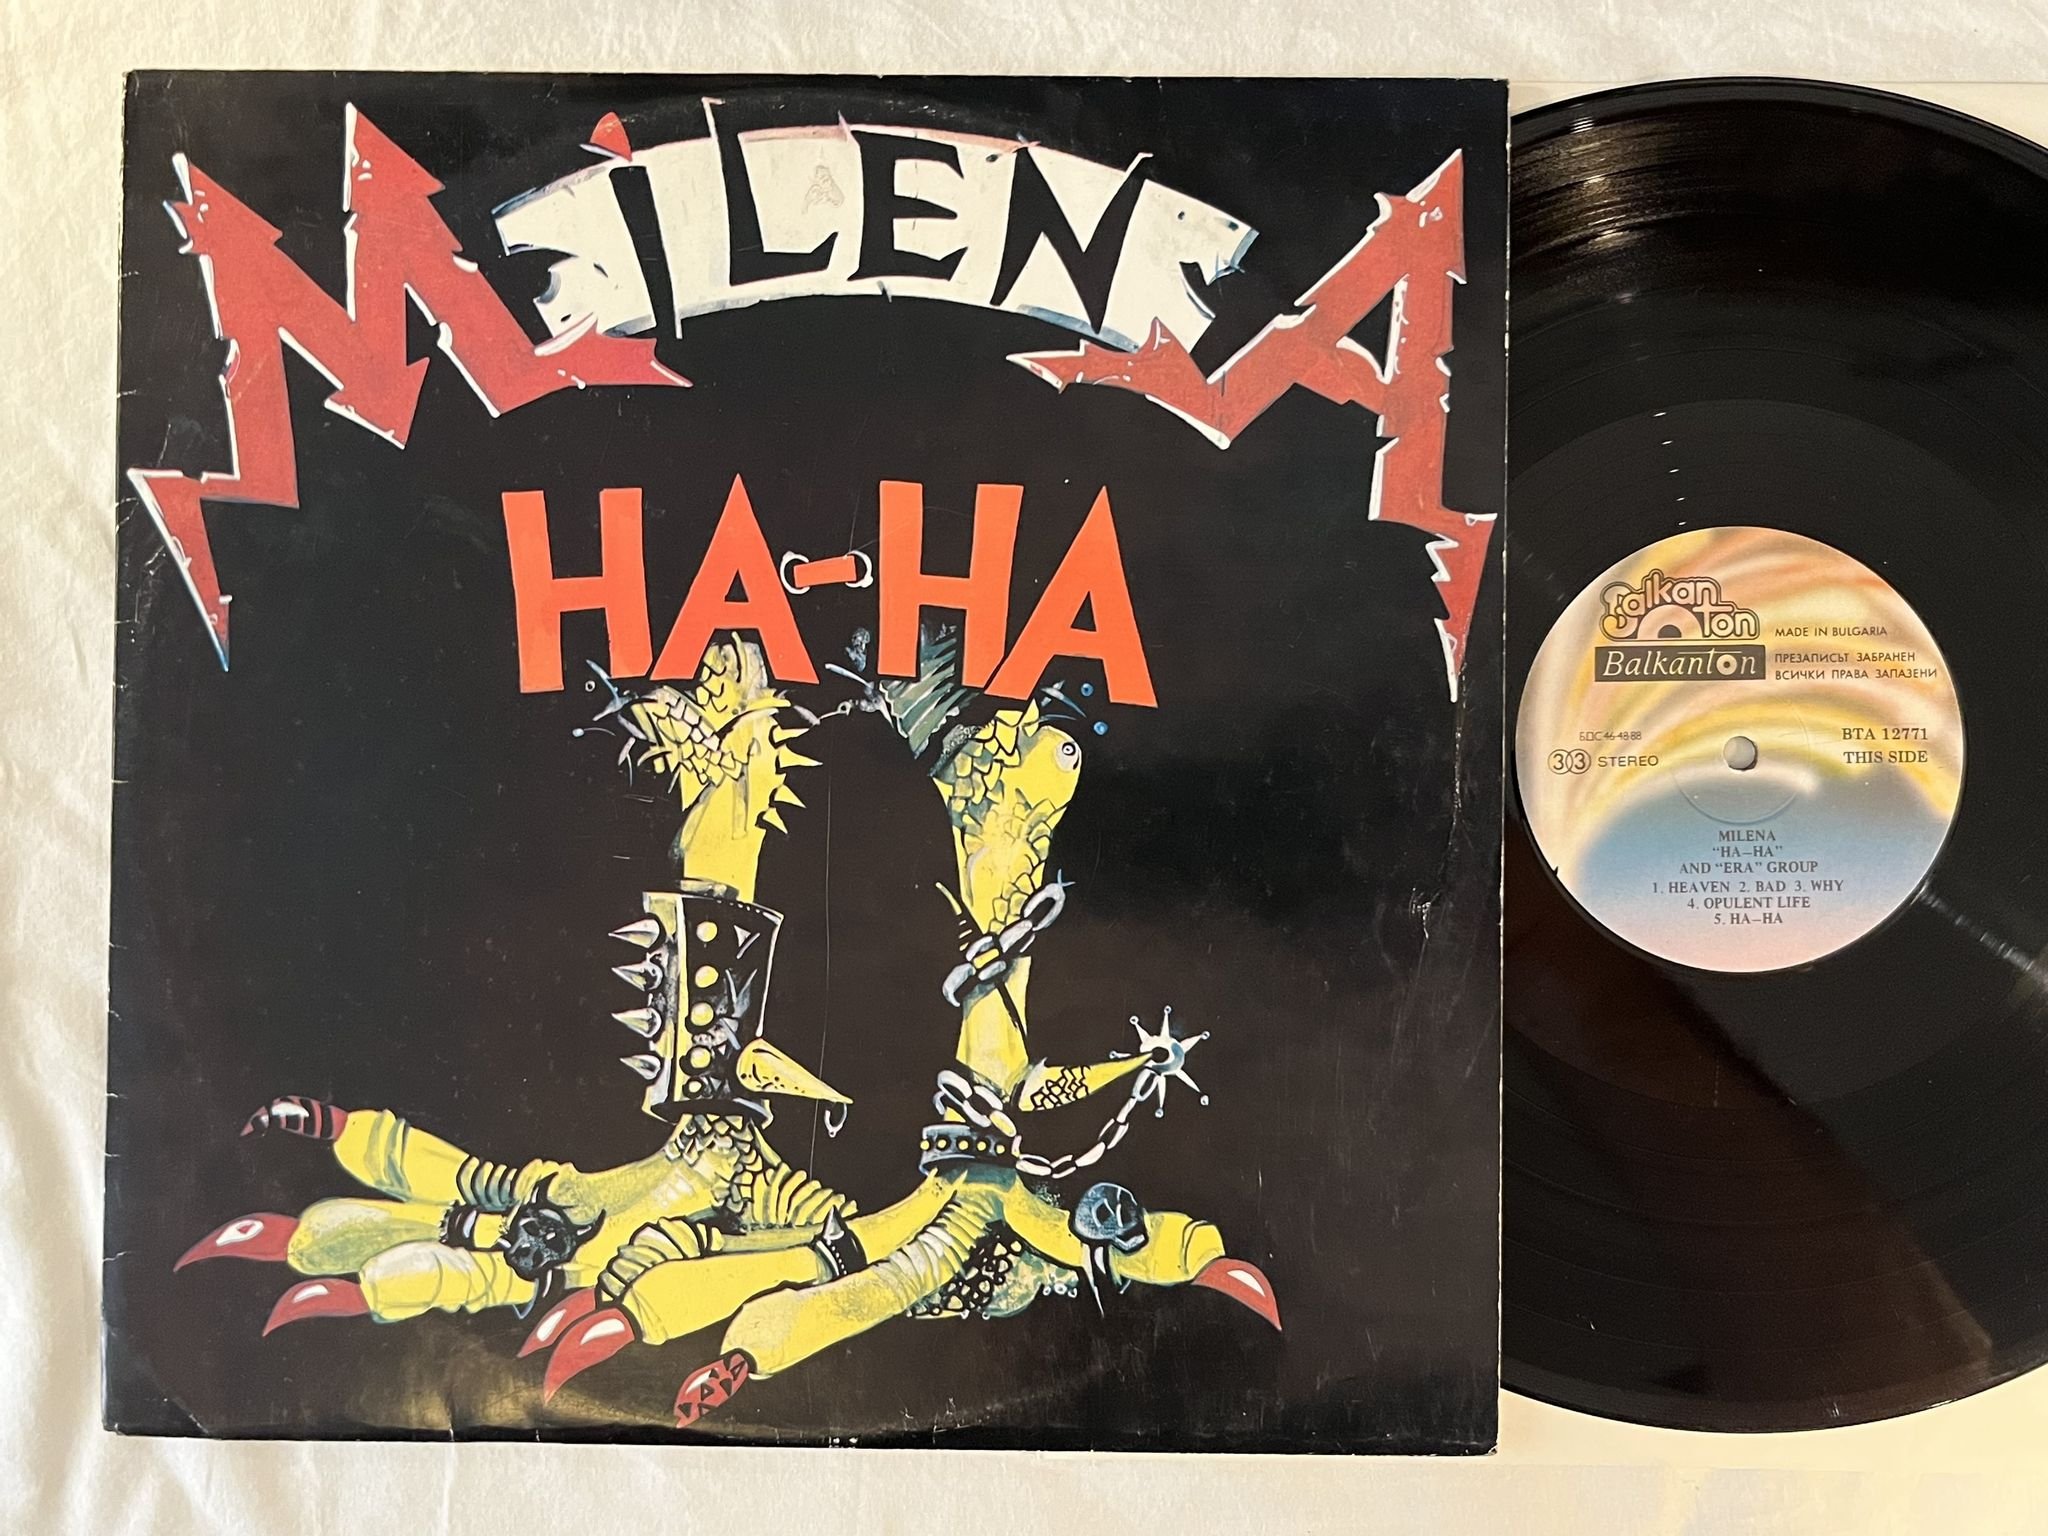 MiLENA
HA-HA
Balkanton
Balkanton
MADE IN BULGARIA
ПРЕЗАПИСЪТ ЗАБРАНЕН
ВСИЧКИ ПРАВА ЗАПАЗЕНИ
БДС 46-48-88
33 STEREO
BTA 12771
THIS SIDE
MILENA
"HA–HA"
AND "ERA" GROUP
1. HEAVEN 2. BAD 3. WHY
4. OPULENT LIFE
5. HA–HA